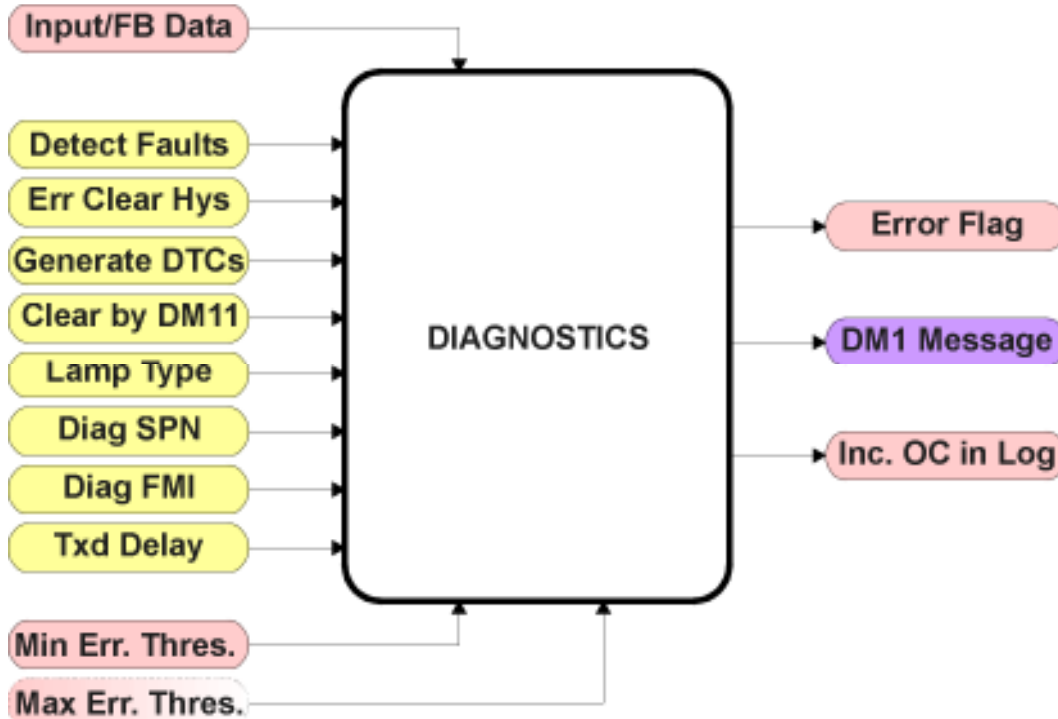 Input/FB Data
Detect Faults
Err Clear Hys
Generate DTCs
Clear by DM11
Lamp Type
Diag SPN
Diag FMI
Txd Delay
Min Err. Thres.
Max Err. Thres.
DIAGNOSTICS
Error Flag
DM1 Message
Inc. OC in Log